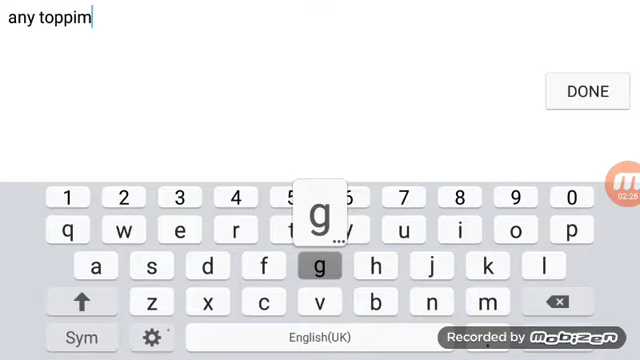 any toppim
DONE
02:26
1 2 3 4 5 6 7 8 9 0
g
q w e r t y u i o p
a s d f g h j k l
z x c v b n m
Sym English(UK)
Recorded by MOBIZEN